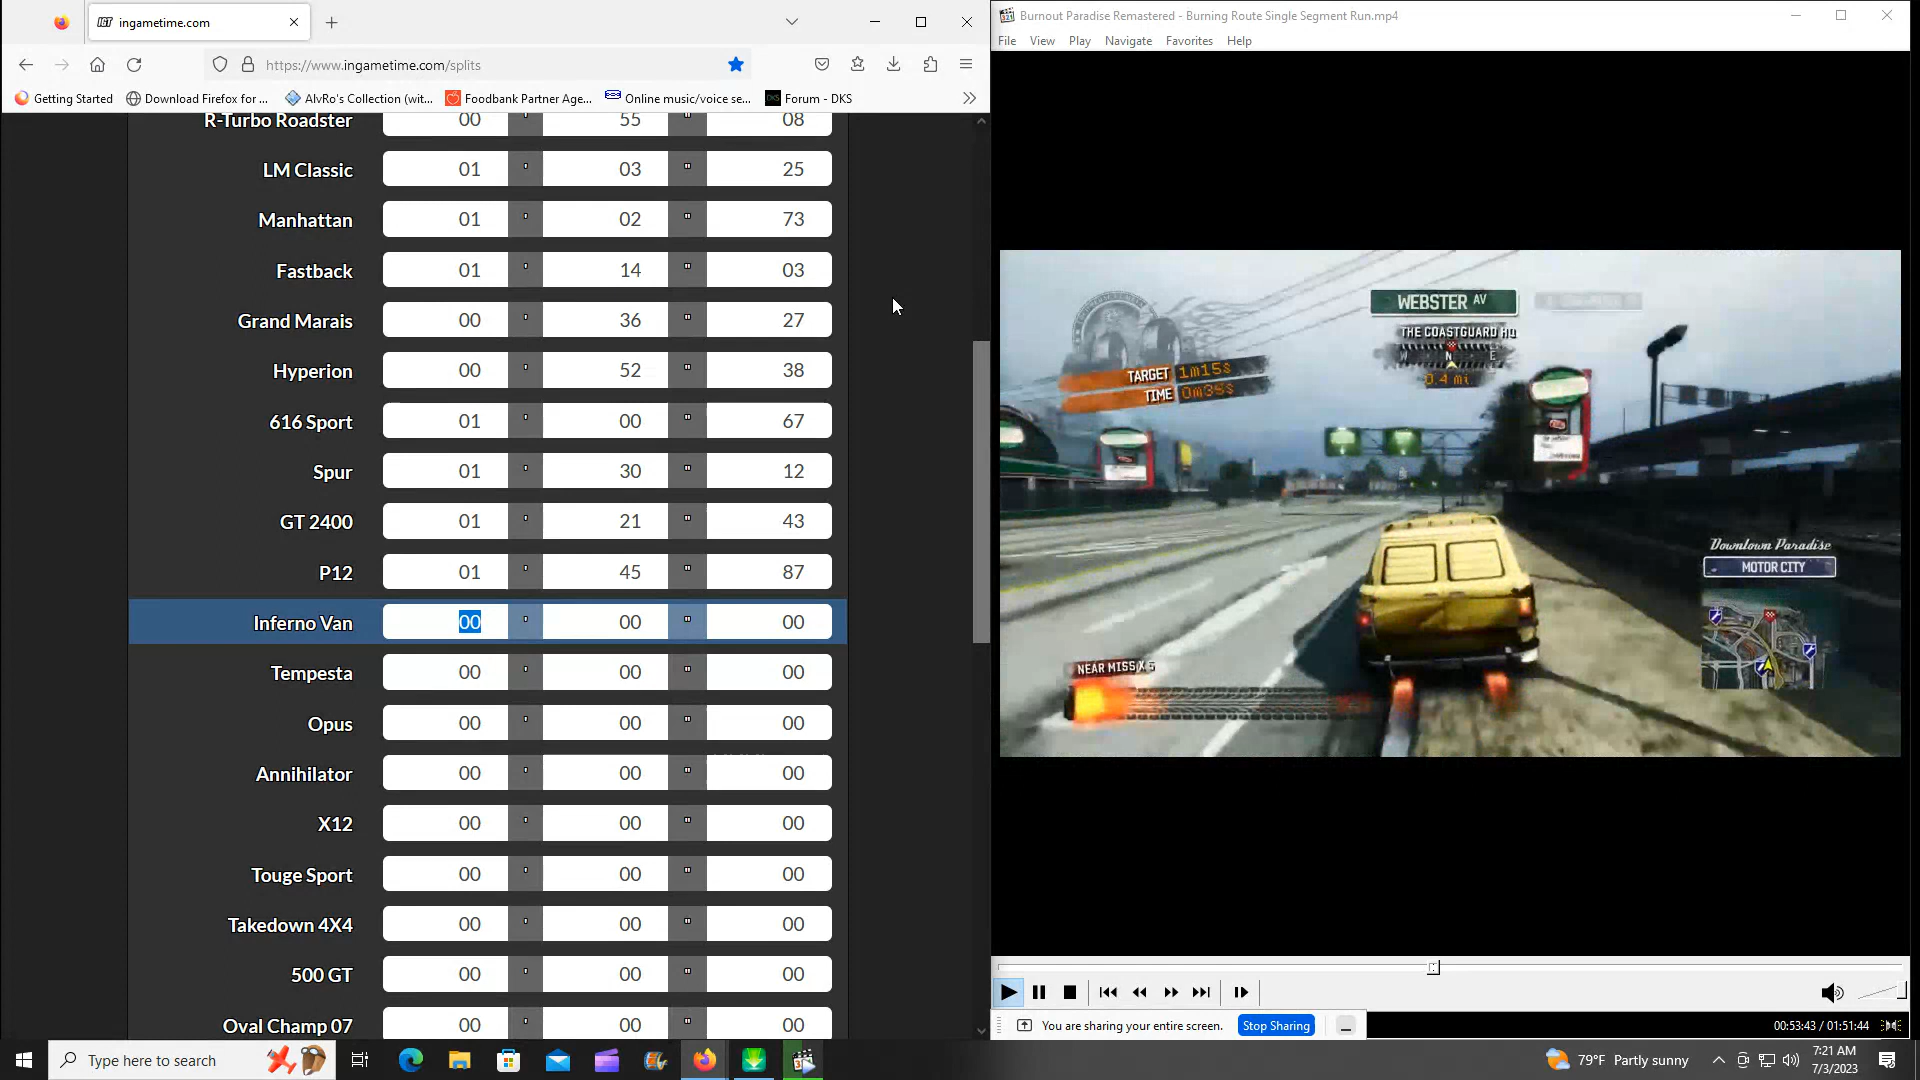 ingametime.com
https://www.ingametime.com/splits
Getting Started
Download Firefox for ...
AlvRo's Collection (wit...
Foodbank Partner Age...
Online music/voice se...
Forum - DKS
R-Turbo Roadster 00 ' 55 " 08
LM Classic 01 ' 03 " 25
Manhattan 01 ' 02 " 73
Fastback 01 ' 14 " 03
Grand Marais 00 ' 36 " 27
Hyperion 00 ' 52 " 38
616 Sport 01 ' 00 " 67
Spur 01 ' 30 " 12
GT 2400 01 ' 21 " 43
P12 01 ' 45 " 87
Inferno Van 00 ' 00 " 00
Tempesta 00 ' 00 " 00
Opus 00 ' 00 " 00
Annihilator 00 ' 00 " 00
X12 00 ' 00 " 00
Touge Sport 00 ' 00 " 00
Takedown 4X4 00 ' 00 " 00
500 GT 00 ' 00 " 00
Oval Champ 07 00 ' 00 " 00
Burnout Paradise Remastered - Burning Route Single Segment Run.mp4
File View Play Navigate Favorites Help
WEBSTER AV
THE COASTGUARD HQ
W N E
0.4 mi
TARGET 1m15s
TIME 0m35s
Downtown Paradise
MOTOR CITY
NEAR MISS X 5
You are sharing your entire screen.
Stop Sharing
00:53:43 / 01:51:44
Type here to search
79°F Partly sunny
7:21 AM
7/3/2023